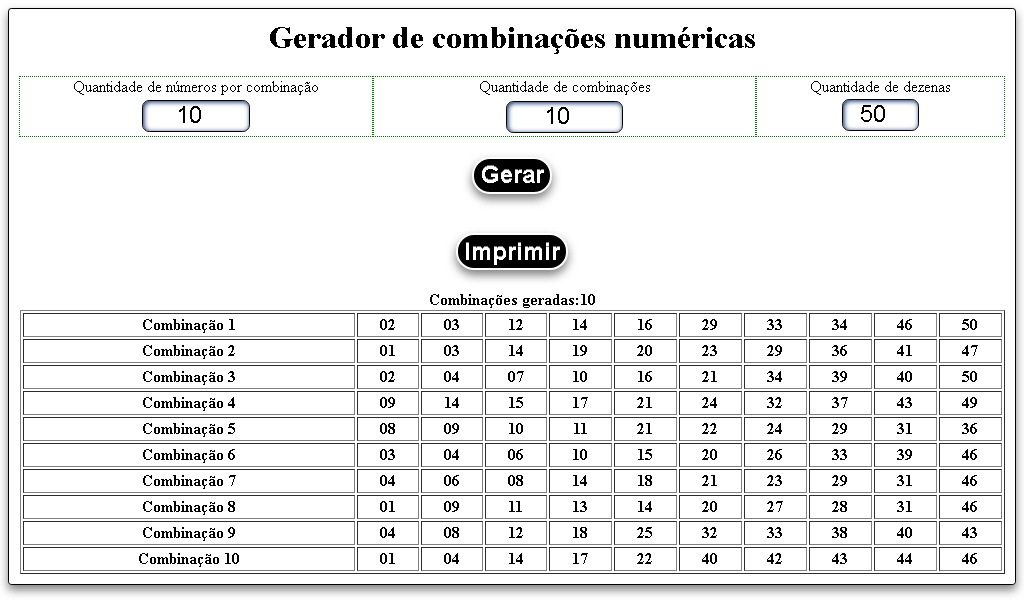 Gerador de combinações numéricas
Quantidade de números por combinação Quantidade de combinações Quantidade de dezenas
10 10 50
Gerar
Imprimir
Combinações geradas:10
Combinação 1 02 03 12 14 16 29 33 34 46 50
Combinação 2 01 03 14 19 20 23 29 36 41 47
Combinação 3 02 04 07 10 16 21 34 39 40 50
Combinação 4 09 14 15 17 21 24 32 37 43 49
Combinação 5 08 09 10 11 21 22 24 29 31 36
Combinação 6 03 04 06 10 15 20 26 33 39 46
Combinação 7 04 06 08 14 18 21 23 29 31 46
Combinação 8 01 09 11 13 14 20 27 28 31 46
Combinação 9 04 08 12 18 25 32 33 38 40 43
Combinação 10 01 04 14 17 22 40 42 43 44 46